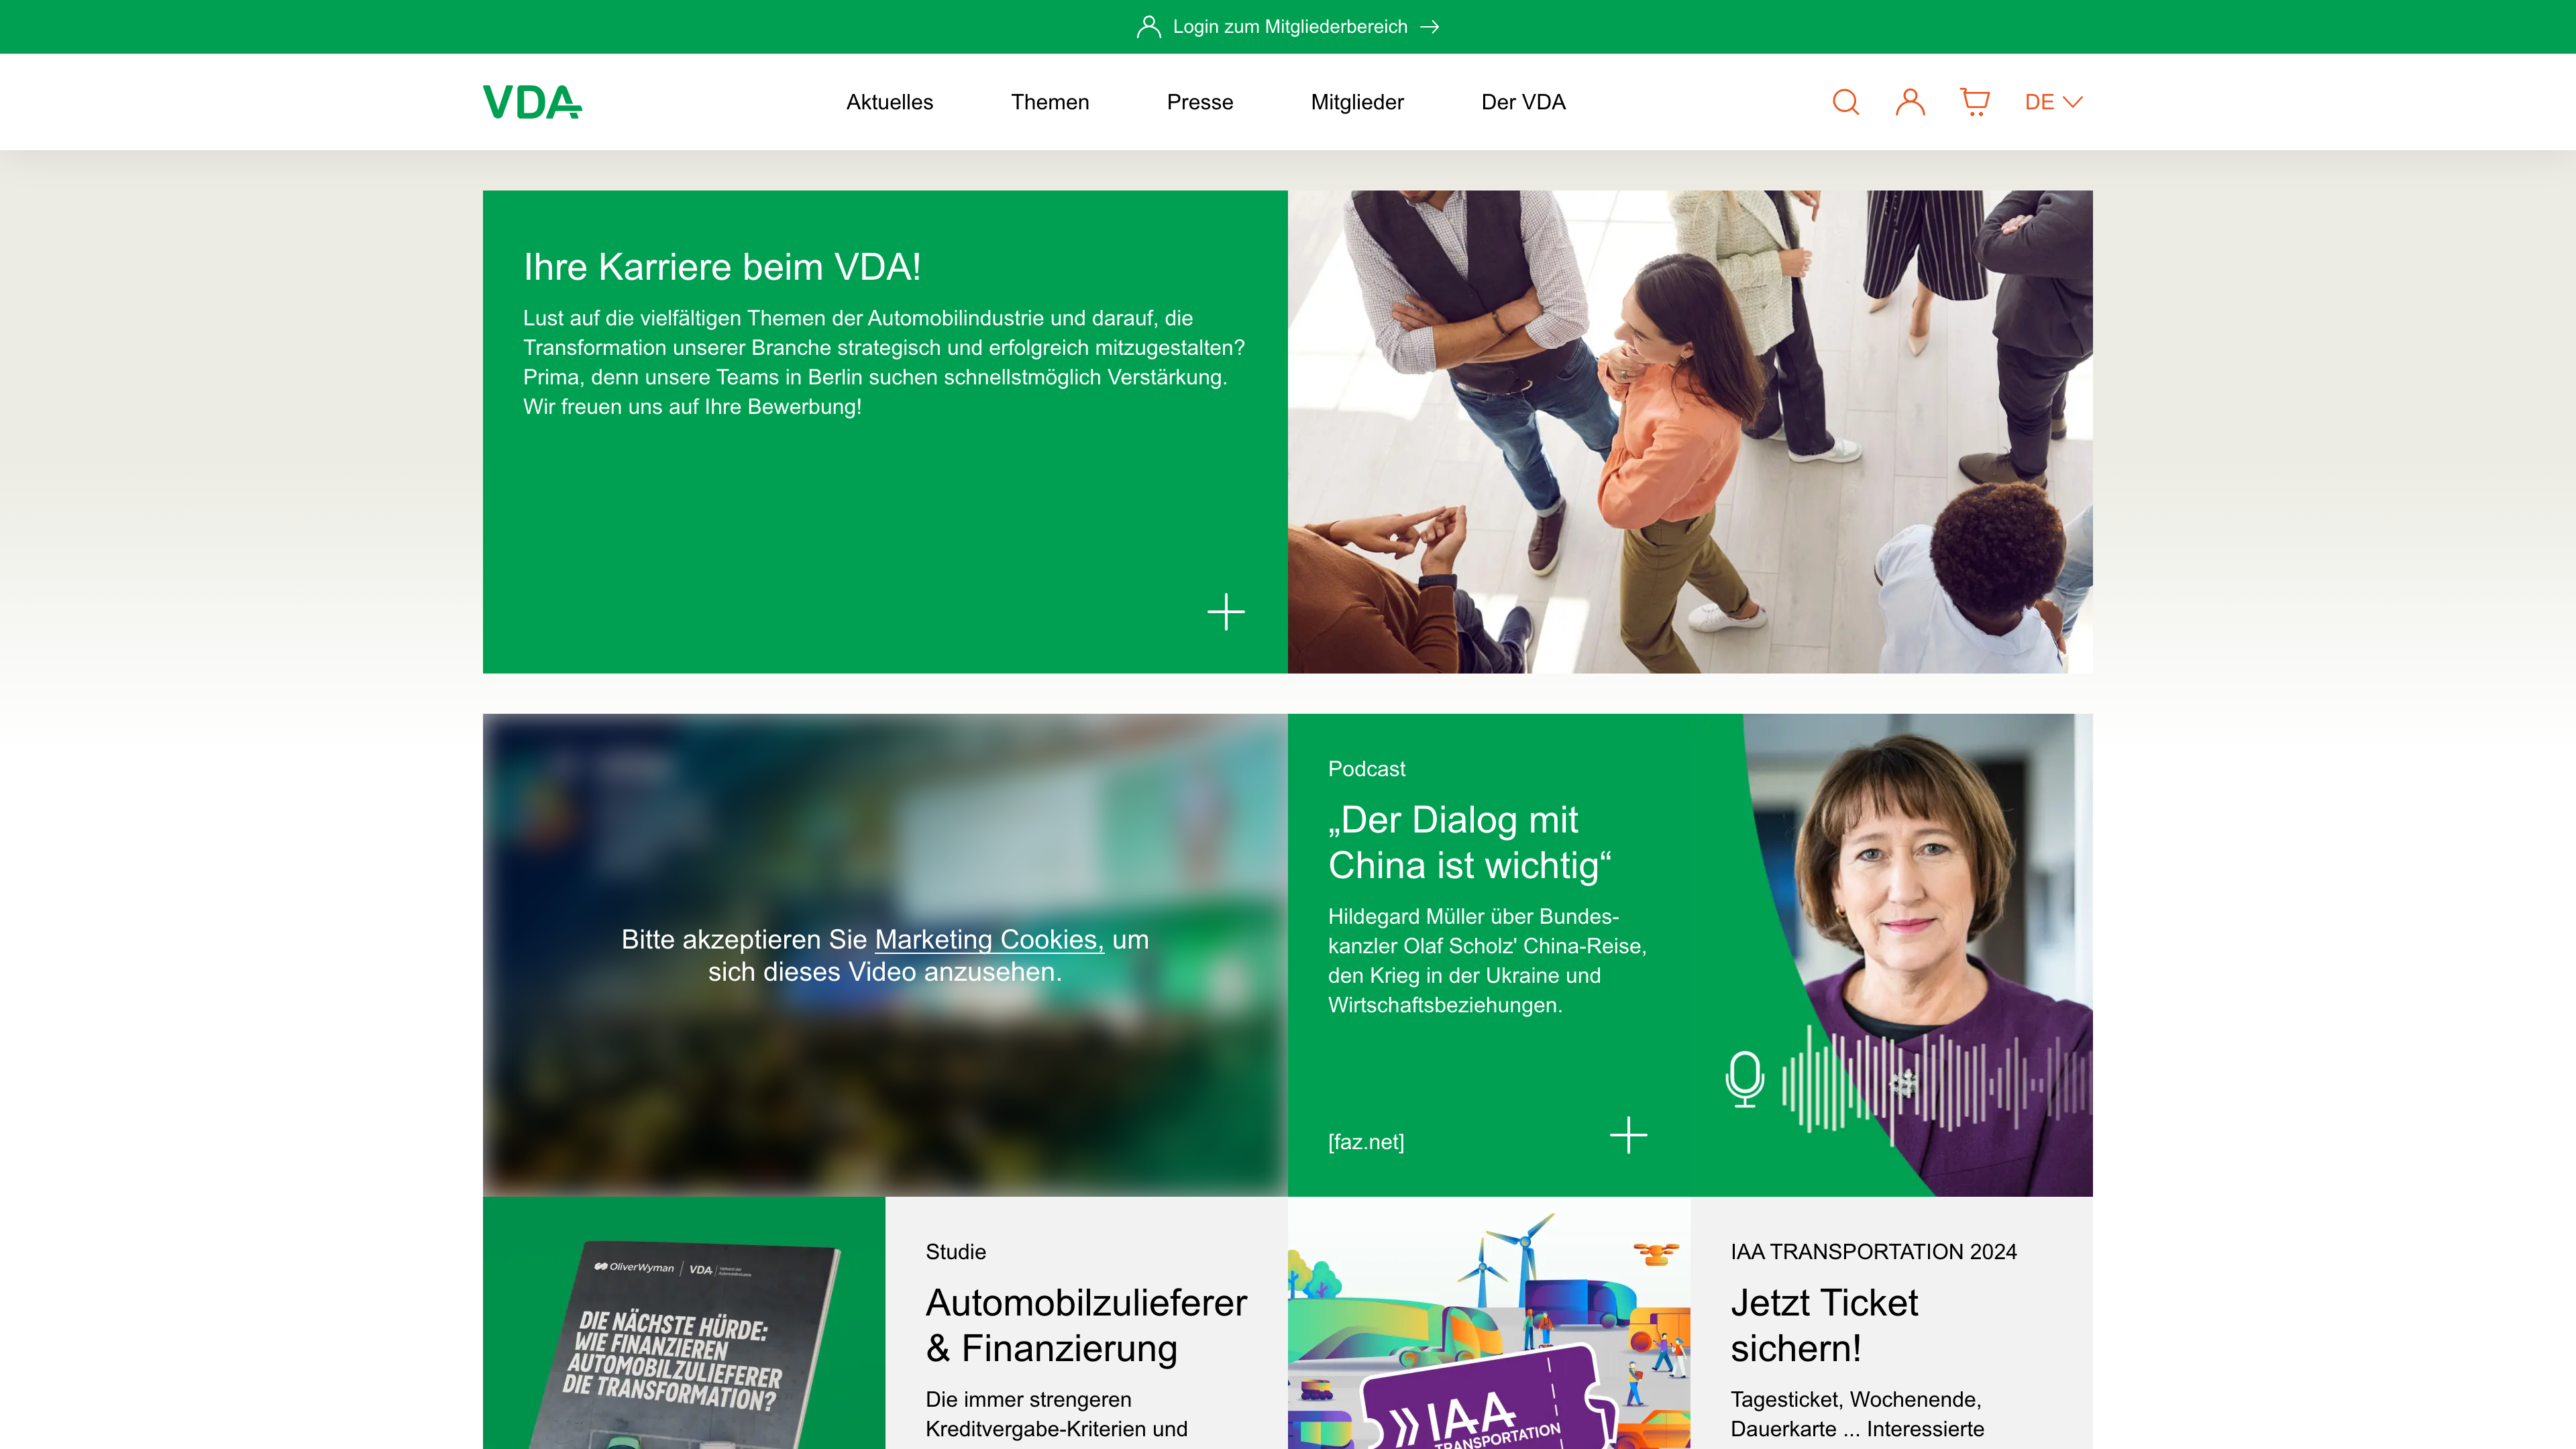 Login zum Mitgliederbereich
VDA
Aktuelles
Themen
Presse
Mitglieder
Der VDA
DE
Ihre Karriere beim VDA!
Lust auf die vielfältigen Themen der Automobilindustrie und darauf, die
Transformation unserer Branche strategisch und erfolgreich mitzugestalten?
Prima, denn unsere Teams in Berlin suchen schnellstmöglich Verstärkung.
Wir freuen uns auf Ihre Bewerbung!
Bitte akzeptieren Sie Marketing Cookies, um
sich dieses Video anzusehen.
Podcast
„Der Dialog mit
China ist wichtig“
Hildegard Müller über Bundes-
kanzler Olaf Scholz' China-Reise,
den Krieg in der Ukraine und
Wirtschaftsbeziehungen.
[faz.net]
OliverWyman
VDA
Verband der
Automobilindustrie
DIE NÄCHSTE HÜRDE:
WIE FINANZIEREN
AUTOMOBILZULIEFERER
DIE TRANSFORMATION?
Studie
Automobilzulieferer
& Finanzierung
Die immer strengeren
Kreditvergabe-Kriterien und
IAA
TRANSPORTATION
IAA TRANSPORTATION 2024
Jetzt Ticket
sichern!
Tagesticket, Wochenende,
Dauerkarte ... Interessierte